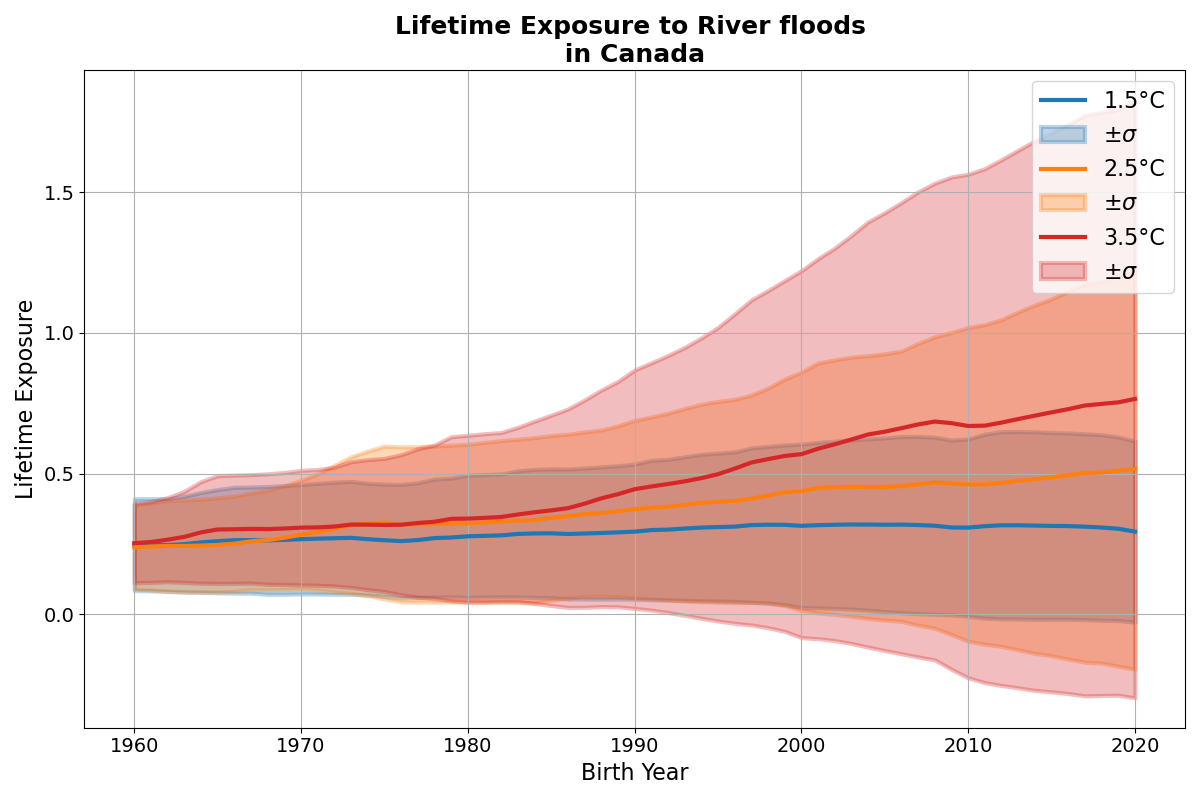 Lifetime Exposure to River floods
in Canada
1.5°C
±σ
2.5°C
±σ
3.5°C
±σ
Lifetime Exposure
1.5
1.0
0.5
0.0
1960 1970 1980 1990 2000 2010 2020
Birth Year